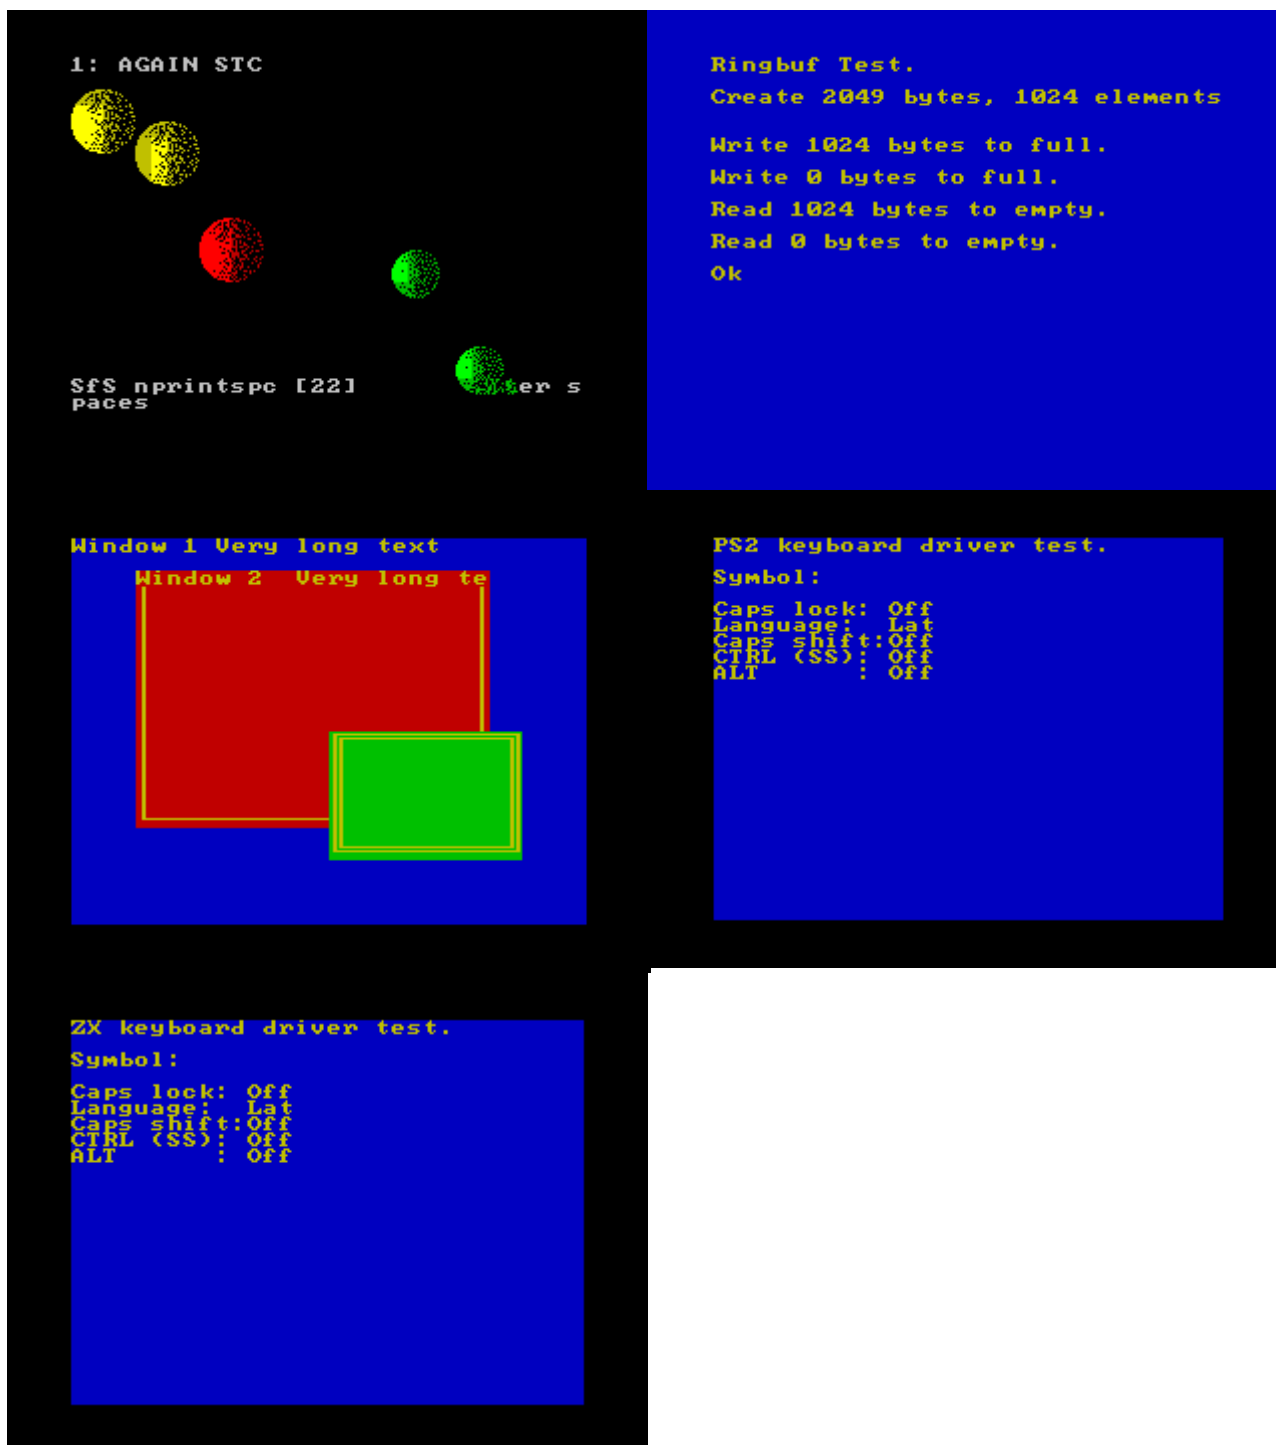 1: AGAIN STC
SfS nprintspc [22] er s
paces
Ringbuf Test.
Create 2049 bytes, 1024 elements
Write 1024 bytes to full.
Write 0 bytes to full.
Read 1024 bytes to empty.
Read 0 bytes to empty.
Ok
Window 1 Very long text
Window 2  Very long te
PS2 keyboard driver test.
Symbol:
Caps lock: Off
Language:  Lat
Caps shift:Off
CTRL (SS): Off
ALT      : Off
ZX keyboard driver test.
Symbol:
Caps lock: Off
Language:  Lat
Caps shift:Off
CTRL (SS): Off
ALT      : Off